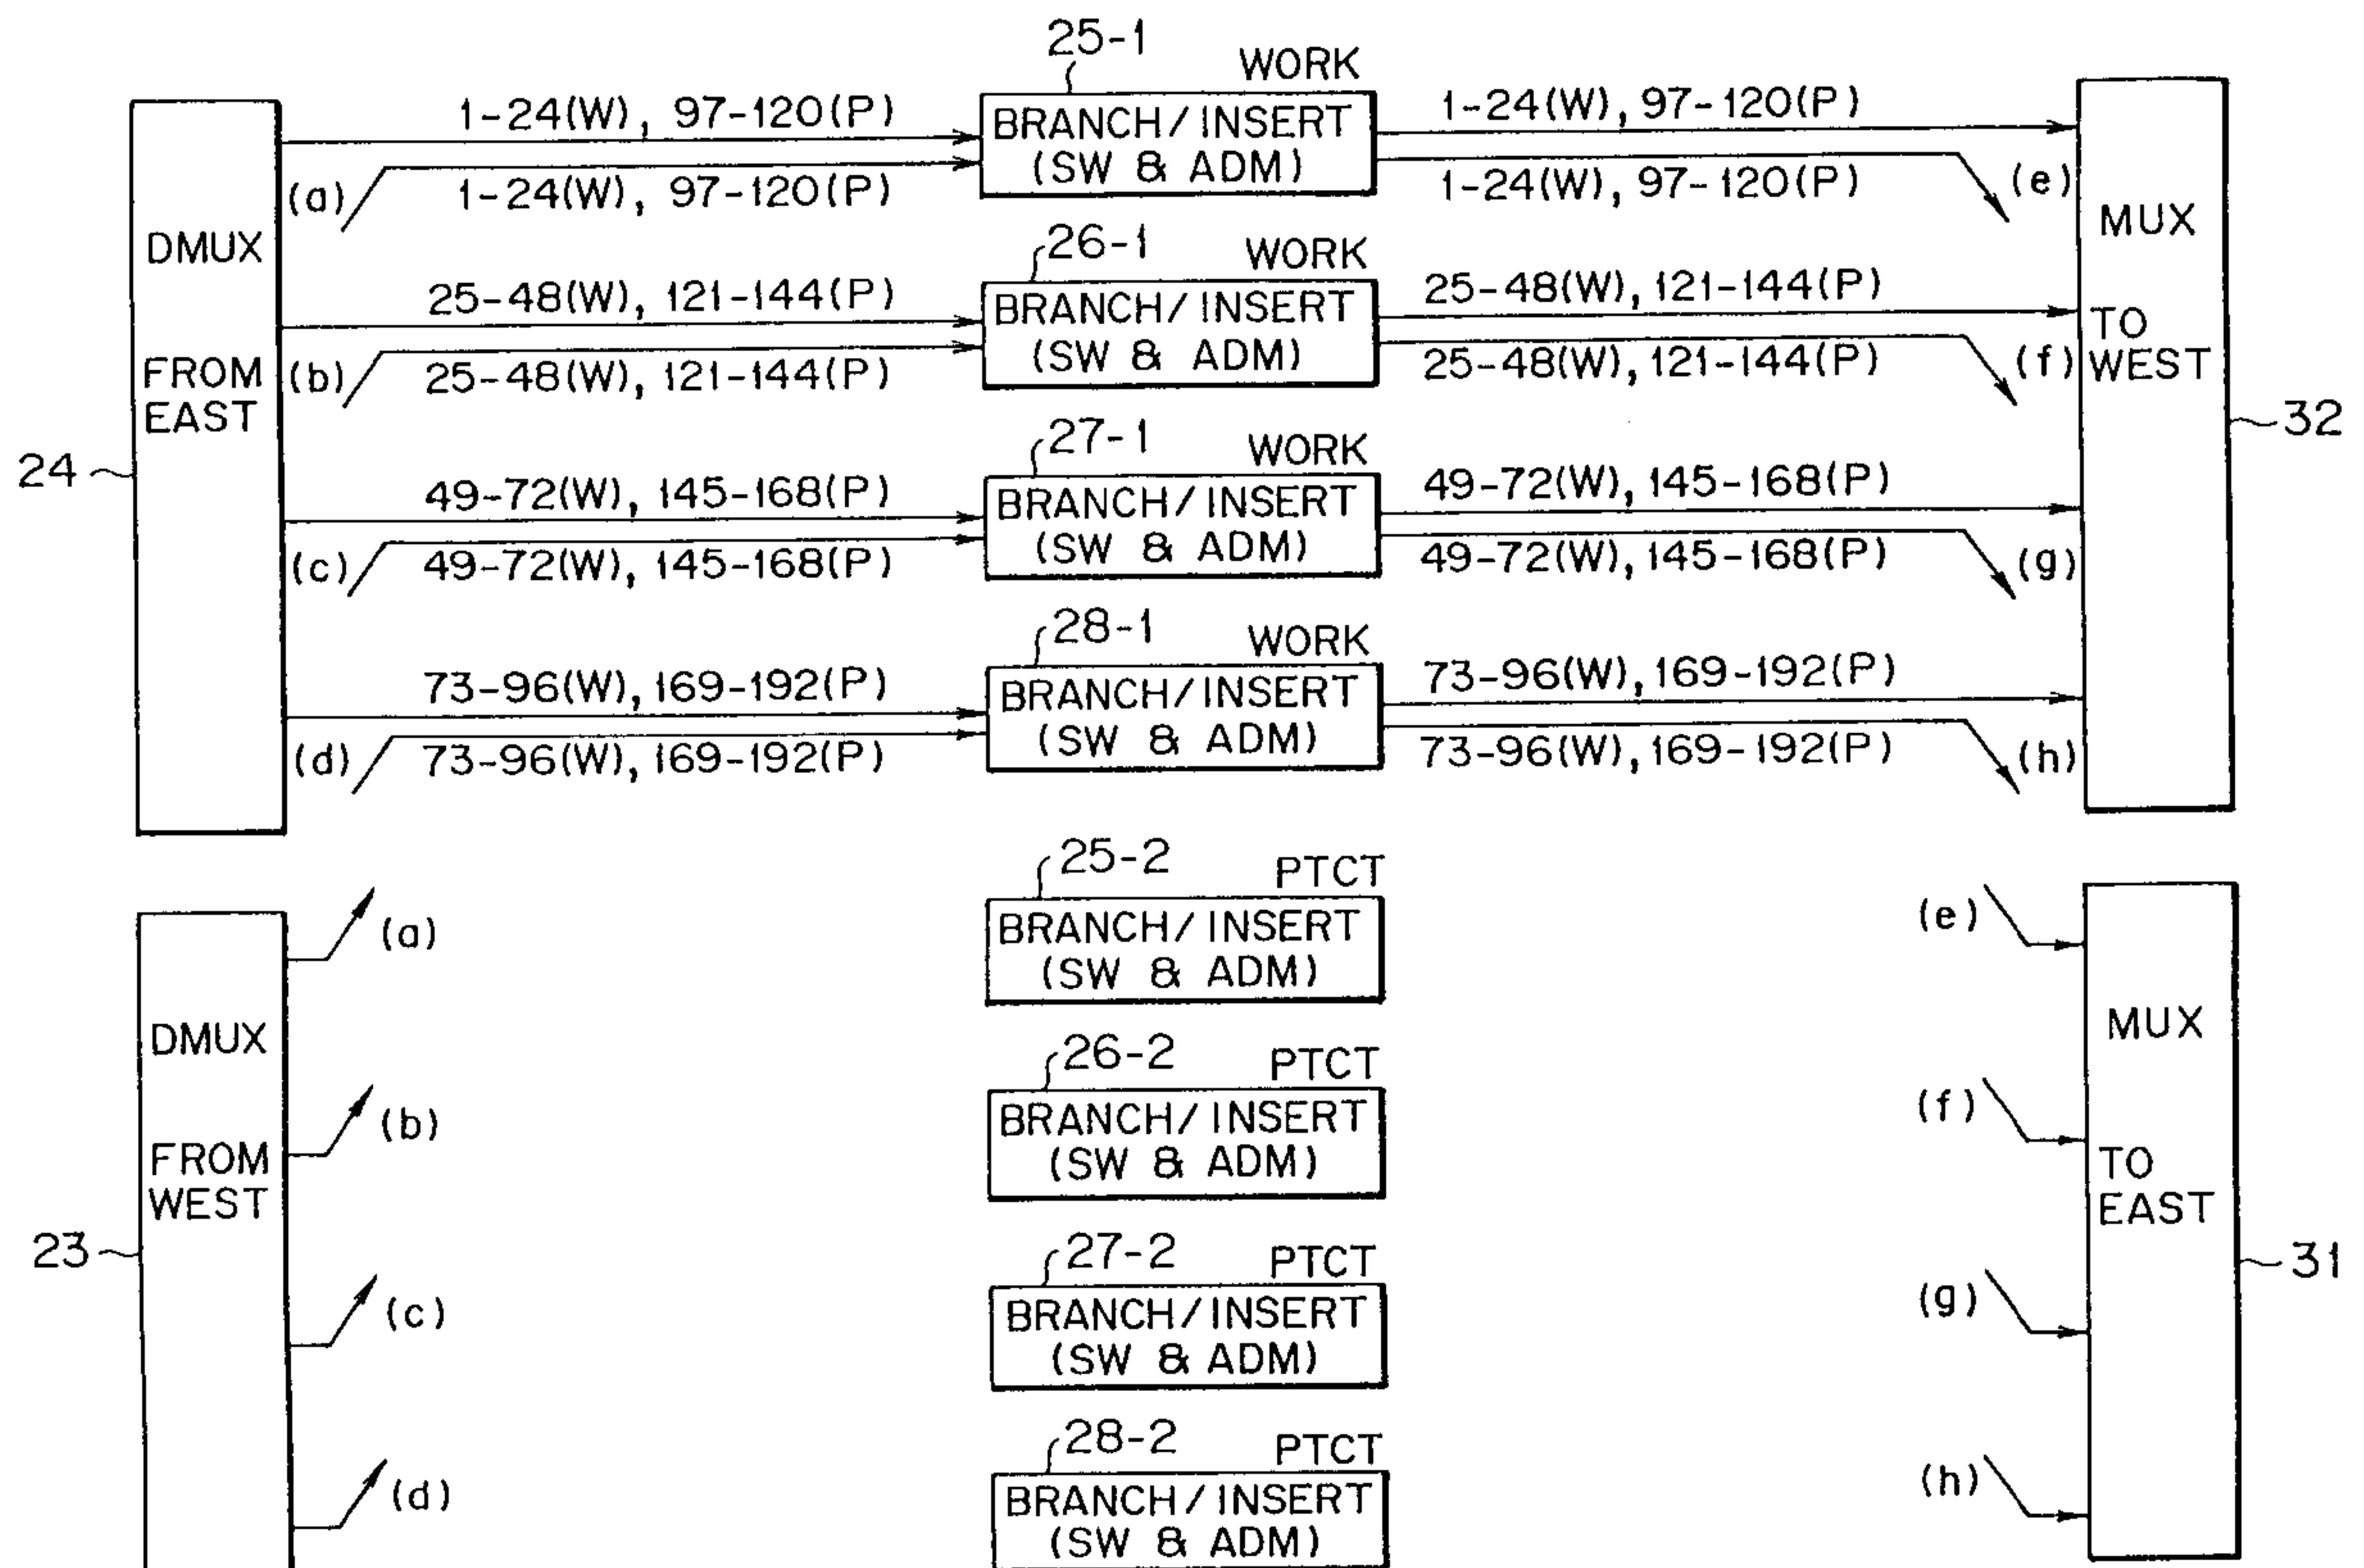 25-1
WORK
1-24(W), 97-120(P)
BRANCH/INSERT
(SW & ADM)
1-24(W), 97-120(P)
(a)
1-24(W), 97-120(P)
1-24(W), 97-120(P)
(e)
DMUX
MUX
26-1
WORK
25-48(W), 121-144(P)
BRANCH/INSERT
(SW & ADM)
25-48(W), 121-144(P)
TO
WEST
FROM
EAST
(b)
25-48(W), 121-144(P)
25-48(W), 121-144(P)
(f)
32
24
27-1
WORK
49-72(W), 145-168(P)
BRANCH/INSERT
(SW & ADM)
49-72(W), 145-168(P)
(c)
49-72(W), 145-168(P)
49-72(W), 145-168(P)
(g)
28-1
WORK
73-96(W), 169-192(P)
BRANCH/INSERT
(SW & ADM)
73-96(W), 169-192(P)
(d)
73-96(W), 169-192(P)
73-96(W), 169-192(P)
(h)
25-2
PTCT
(a)
BRANCH/INSERT
(SW & ADM)
(e)
DMUX
MUX
26-2
PTCT
(b)
BRANCH/INSERT
(SW & ADM)
(f)
FROM
WEST
TO
EAST
23
27-2
PTCT
31
(c)
BRANCH/INSERT
(SW & ADM)
(g)
28-2
PTCT
(d)
BRANCH/INSERT
(SW & ADM)
(h)